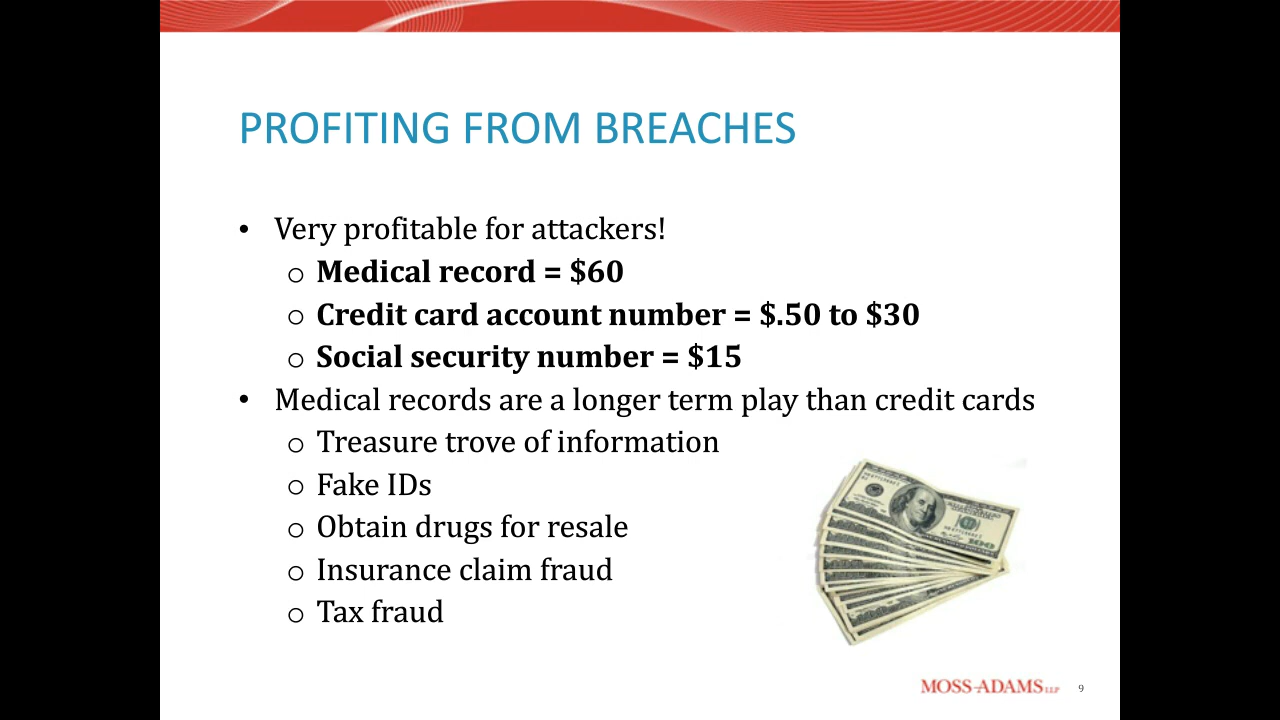 PROFITING FROM BREACHES
• Very profitable for attackers!
o Medical record = $60
o Credit card account number = $.50 to $30
o Social security number = $15
• Medical records are a longer term play than credit cards
o Treasure trove of information
o Fake IDs
o Obtain drugs for resale
o Insurance claim fraud
o Tax fraud
100
MOSS-ADAMS LLP
9